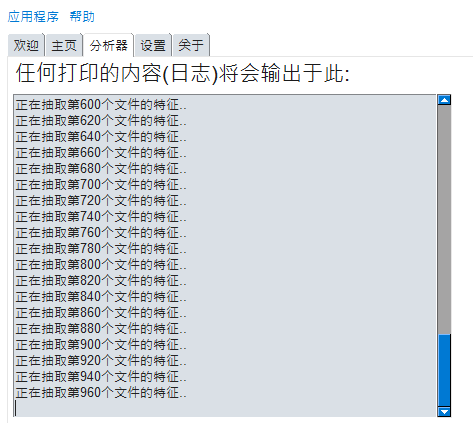 应用程序 帮助
欢迎 主页 分析器 设置 关于
任何打印的内容(日志)将会输出于此:
正在抽取第600个文件的特征..
正在抽取第620个文件的特征..
正在抽取第640个文件的特征..
正在抽取第660个文件的特征..
正在抽取第680个文件的特征..
正在抽取第700个文件的特征..
正在抽取第720个文件的特征..
正在抽取第740个文件的特征..
正在抽取第760个文件的特征..
正在抽取第780个文件的特征..
正在抽取第800个文件的特征..
正在抽取第820个文件的特征..
正在抽取第840个文件的特征..
正在抽取第860个文件的特征..
正在抽取第880个文件的特征..
正在抽取第900个文件的特征..
正在抽取第920个文件的特征..
正在抽取第940个文件的特征..
正在抽取第960个文件的特征..